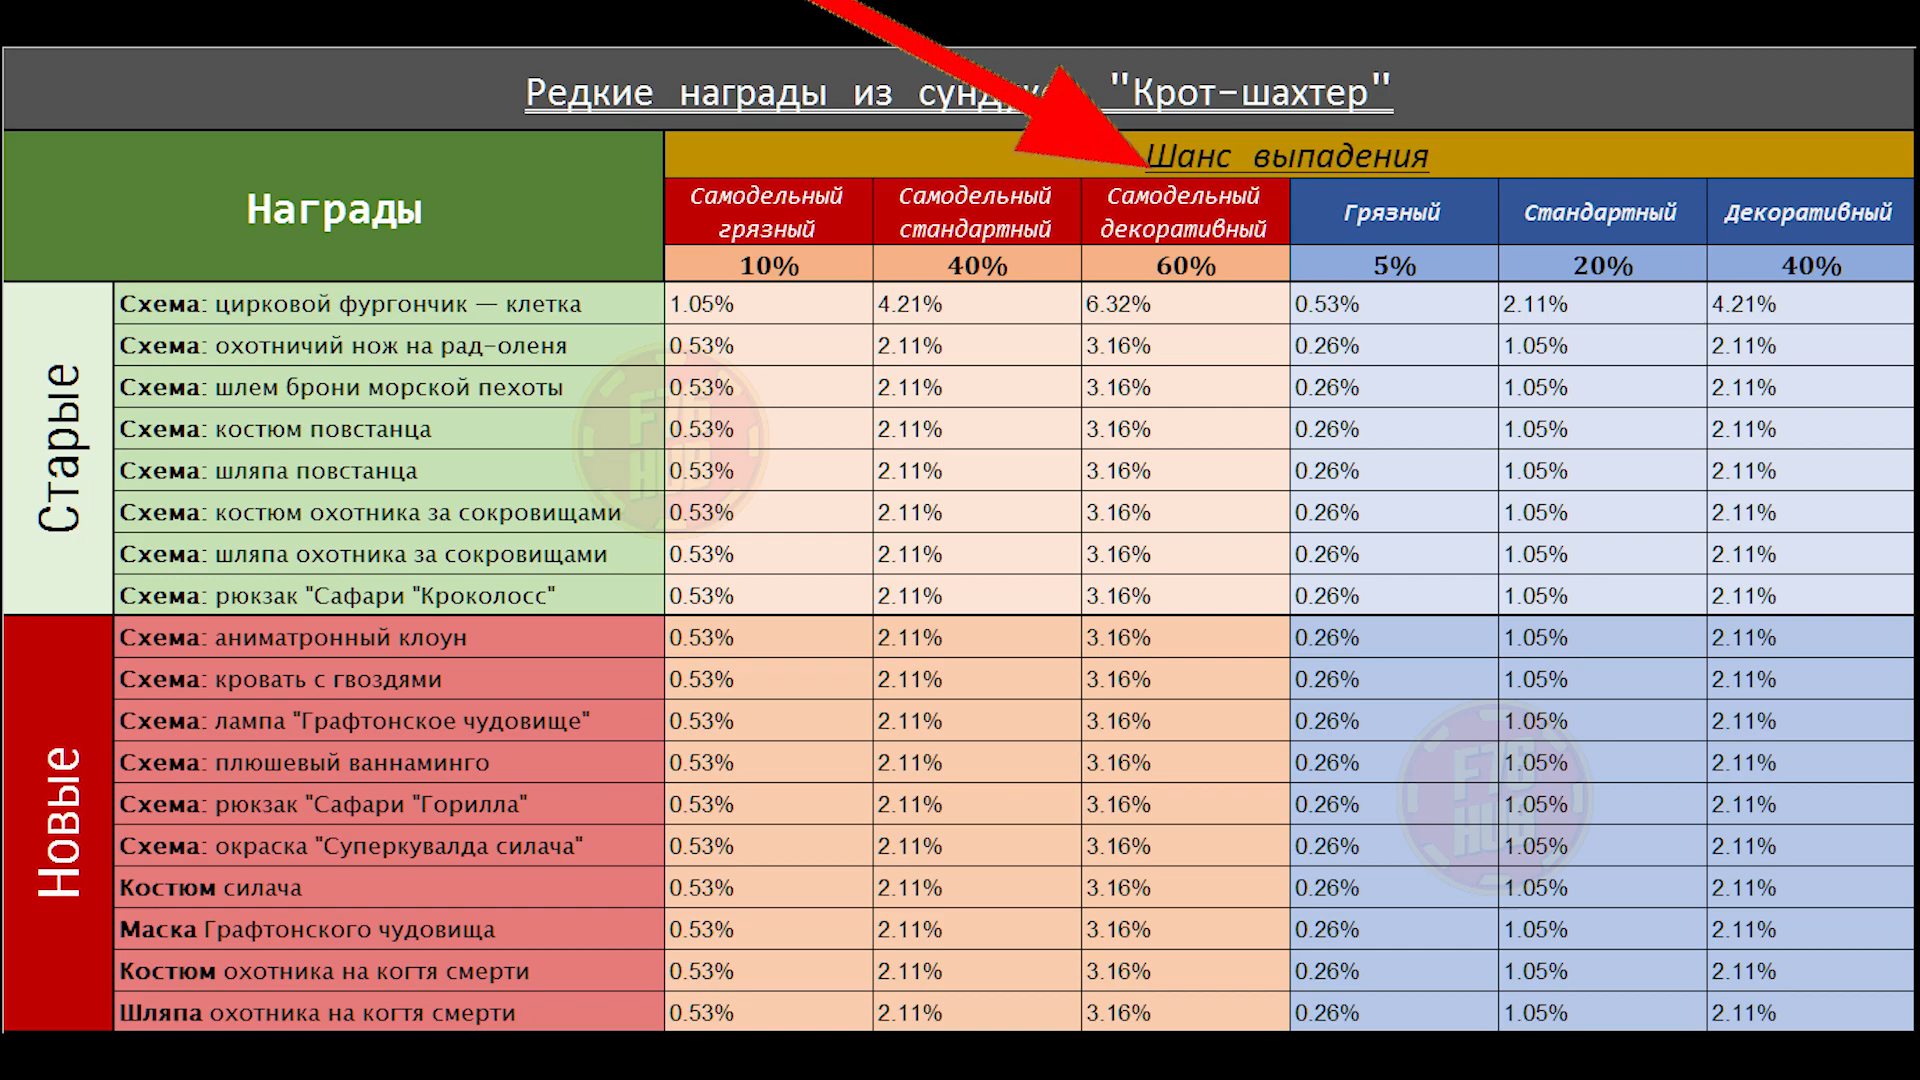 Редкие награды из "Крот-шахтер"
Награды
Шанс выпадения
Самодельный грязный
Самодельный стандартный
Самодельный декоративный
Грязный
Стандартный
Декоративный
10% 40% 60% 5% 20% 40%
Старые
Схема: цирковой фургончик — клетка 1.05% 4.21% 6.32% 0.53% 2.11% 4.21%
Схема: охотничий нож на рад-оленя 0.53% 2.11% 3.16% 0.26% 1.05% 2.11%
Схема: шлем брони морской пехоты 0.53% 2.11% 3.16% 0.26% 1.05% 2.11%
Схема: костюм повстанца 0.53% 2.11% 3.16% 0.26% 1.05% 2.11%
Схема: шляпа повстанца 0.53% 2.11% 3.16% 0.26% 1.05% 2.11%
Схема: костюм охотника за сокровищами 0.53% 2.11% 3.16% 0.26% 1.05% 2.11%
Схема: шляпа охотника за сокровищами 0.53% 2.11% 3.16% 0.26% 1.05% 2.11%
Схема: рюкзак "Сафари "Кроколосс" 0.53% 2.11% 3.16% 0.26% 1.05% 2.11%
Новые
Схема: аниматронный клоун 0.53% 2.11% 3.16% 0.26% 1.05% 2.11%
Схема: кровать с гвоздями 0.53% 2.11% 3.16% 0.26% 1.05% 2.11%
Схема: лампа "Графтонское чудовище" 0.53% 2.11% 3.16% 0.26% 1.05% 2.11%
Схема: плюшевый ваннаминго 0.53% 2.11% 3.16% 0.26% 1.05% 2.11%
Схема: рюкзак "Сафари "Горилла" 0.53% 2.11% 3.16% 0.26% 1.05% 2.11%
Схема: окраска "Суперкувалда силача" 0.53% 2.11% 3.16% 0.26% 1.05% 2.11%
Костюм силача 0.53% 2.11% 3.16% 0.26% 1.05% 2.11%
Маска Графтонского чудовища 0.53% 2.11% 3.16% 0.26% 1.05% 2.11%
Костюм охотника на когтя смерти 0.53% 2.11% 3.16% 0.26% 1.05% 2.11%
Шляпа охотника на когтя смерти 0.53% 2.11% 3.16% 0.26% 1.05% 2.11%
F76
HUB